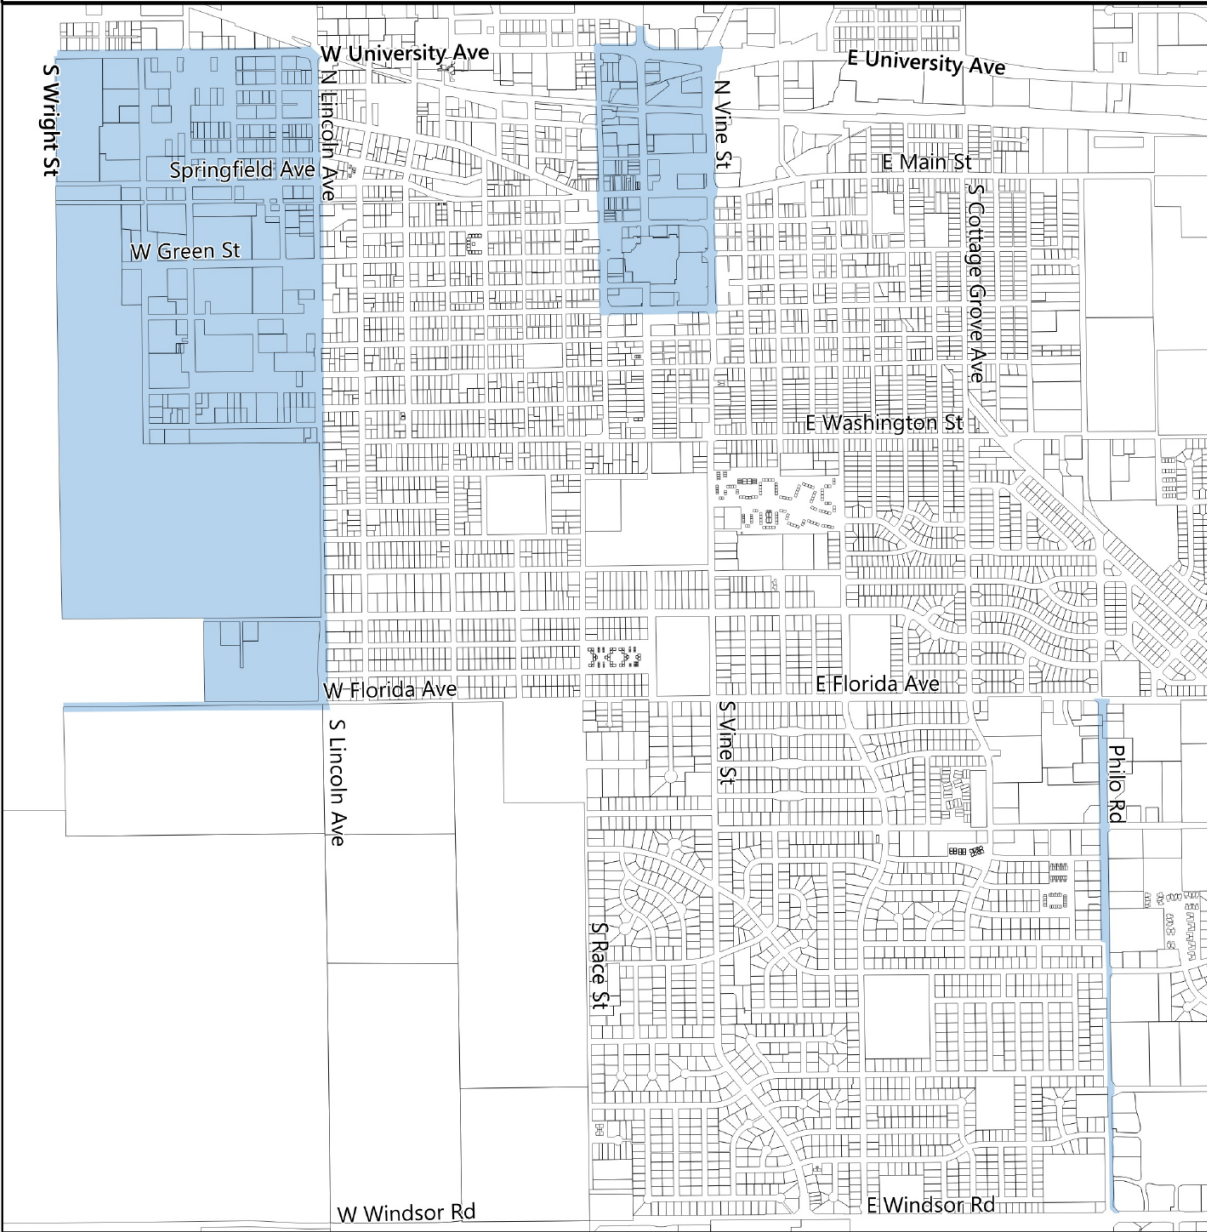 W University Ave
E University Ave
S Wright St
N Lincoln Ave
N Vine St
E Main St
Springfield Ave
S Cottage Grove Ave
W Green St
E Washington St
W Florida Ave
E Florida Ave
S Lincoln Ave
S Vine St
Philo Rd
S Race St
W Windsor Rd
E Windsor Rd